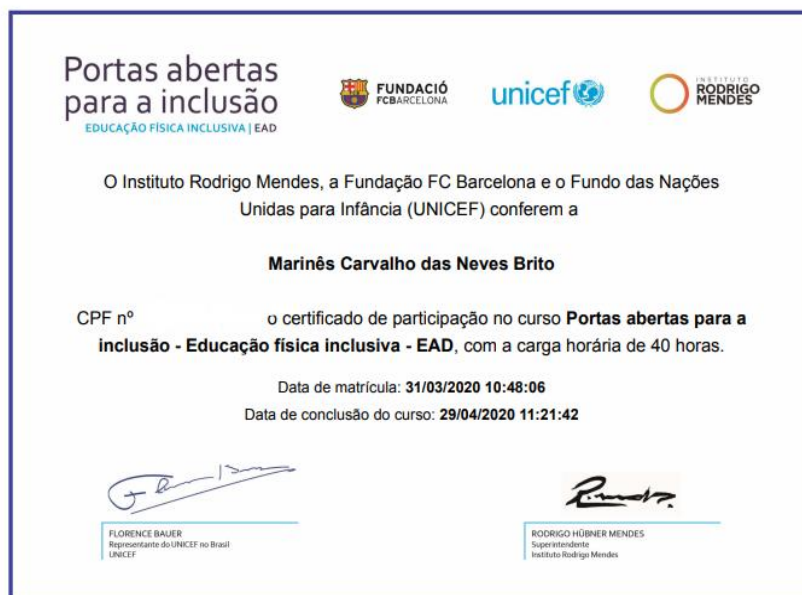 Portas abertas
para a inclusão
EDUCAÇÃO FÍSICA INCLUSIVA | EAD
FUNDACIÓ
FCBARCELONA
unicef
INSTITUTO
RODRIGO
MENDES
O Instituto Rodrigo Mendes, a Fundação FC Barcelona e o Fundo das Nações
Unidas para Infância (UNICEF) conferem a
Marinês Carvalho das Neves Brito
CPF nº o certificado de participação no curso Portas abertas para a
inclusão - Educação física inclusiva - EAD, com a carga horária de 40 horas.
Data de matrícula: 31/03/2020 10:48:06
Data de conclusão do curso: 29/04/2020 11:21:42
FLORENCE BAUER
Representante do UNICEF no Brasil
UNICEF
RODRIGO HÜBNER MENDES
Superintendente
Instituto Rodrigo Mendes